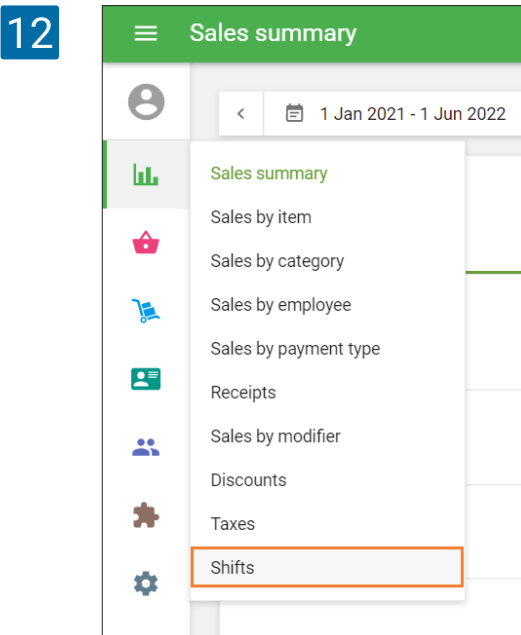 12
Sales summary
1 Jan 2021 - 1 Jun 2022
Sales summary
Sales by item
Sales by category
Sales by employee
Sales by payment type
Receipts
Sales by modifier
Discounts
Taxes
Shifts